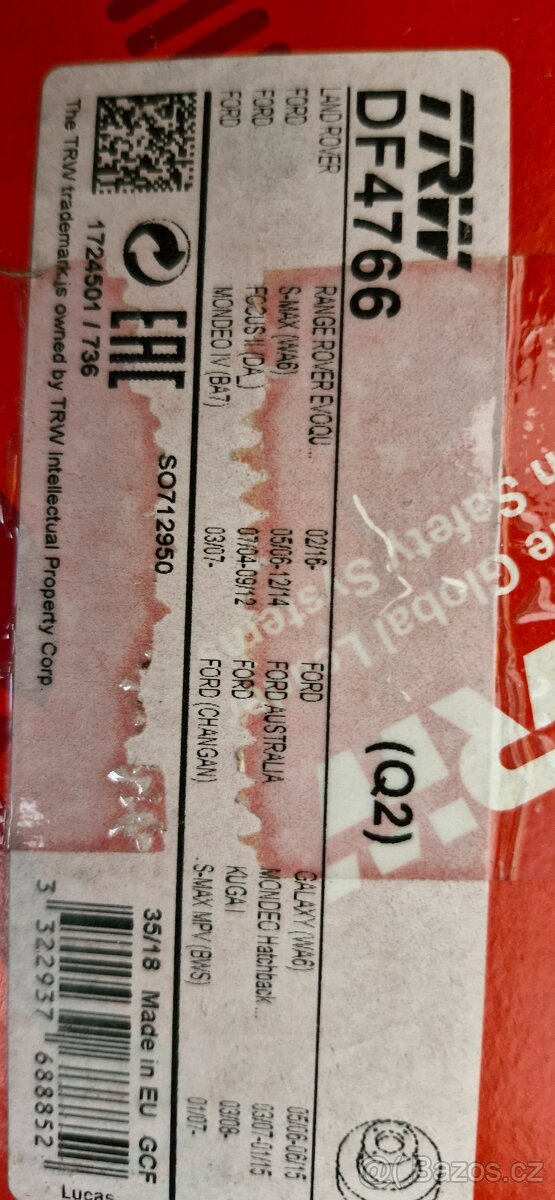 TRW
DF4766
(Q2)
LAND ROVER RANGE ROVER EVOQU... 02/16- FORD GALAXY (WA6) 05/06-06/15
FORD S-MAX (WA6) 05/06-12/14 FORD AUSTRALIA MONDEO Hatchback... 03/07-01/15
FORD FOCUS II (DA_) 07/04-09/12 FORD KUGA I 03/08-
FORD MONDEO IV (BA7) 03/07- FORD (CHANGAN) S-MAX MPV (BWS) 01/07-
EAC
SO712950
35/18 Made in EU GCF
1724501 / 736
The TRW trademark is owned by TRW Intellectual Property Corp.
3 322937 688852
Lucas
Safety System
Bazos.cz